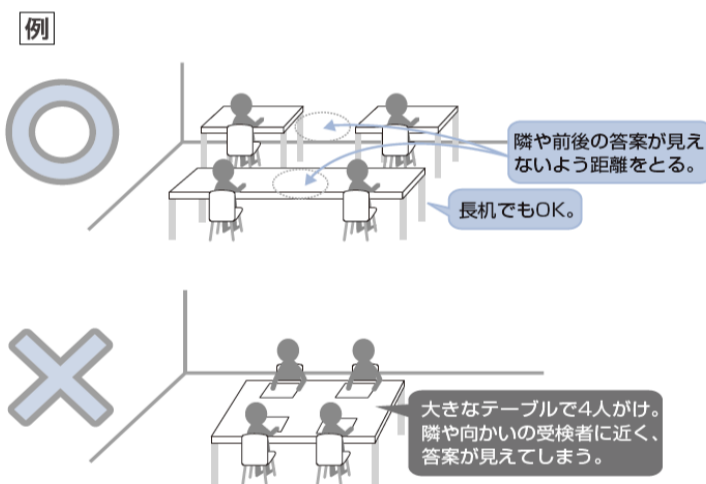 例
隣や前後の答案が見え
ないよう距離をとる。
長机でもOK。
大きなテーブルで4人がけ。
隣や向かいの受検者に近く、
答案が見えてしまう。